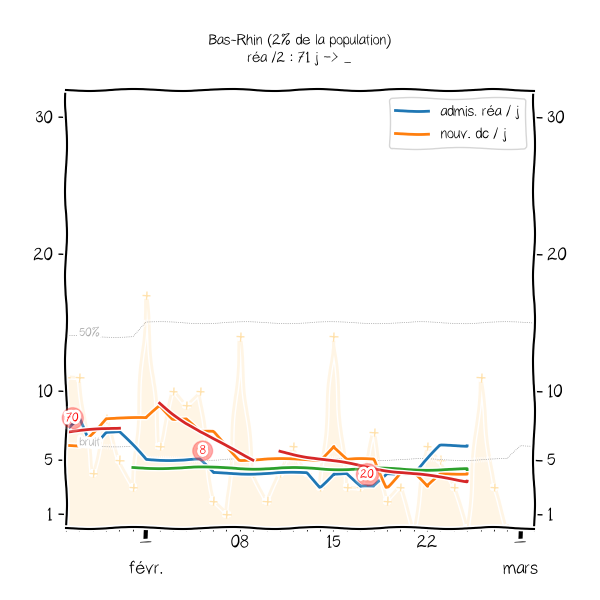 Bas-Rhin (2% de la population)
réa /2 : 71 j -> _
admis. réa / j
nouv. dc / j
30
30
20
20
50%
10
10
70
bruit
8
5
5
20
1
1
08
15
22
févr.
mars